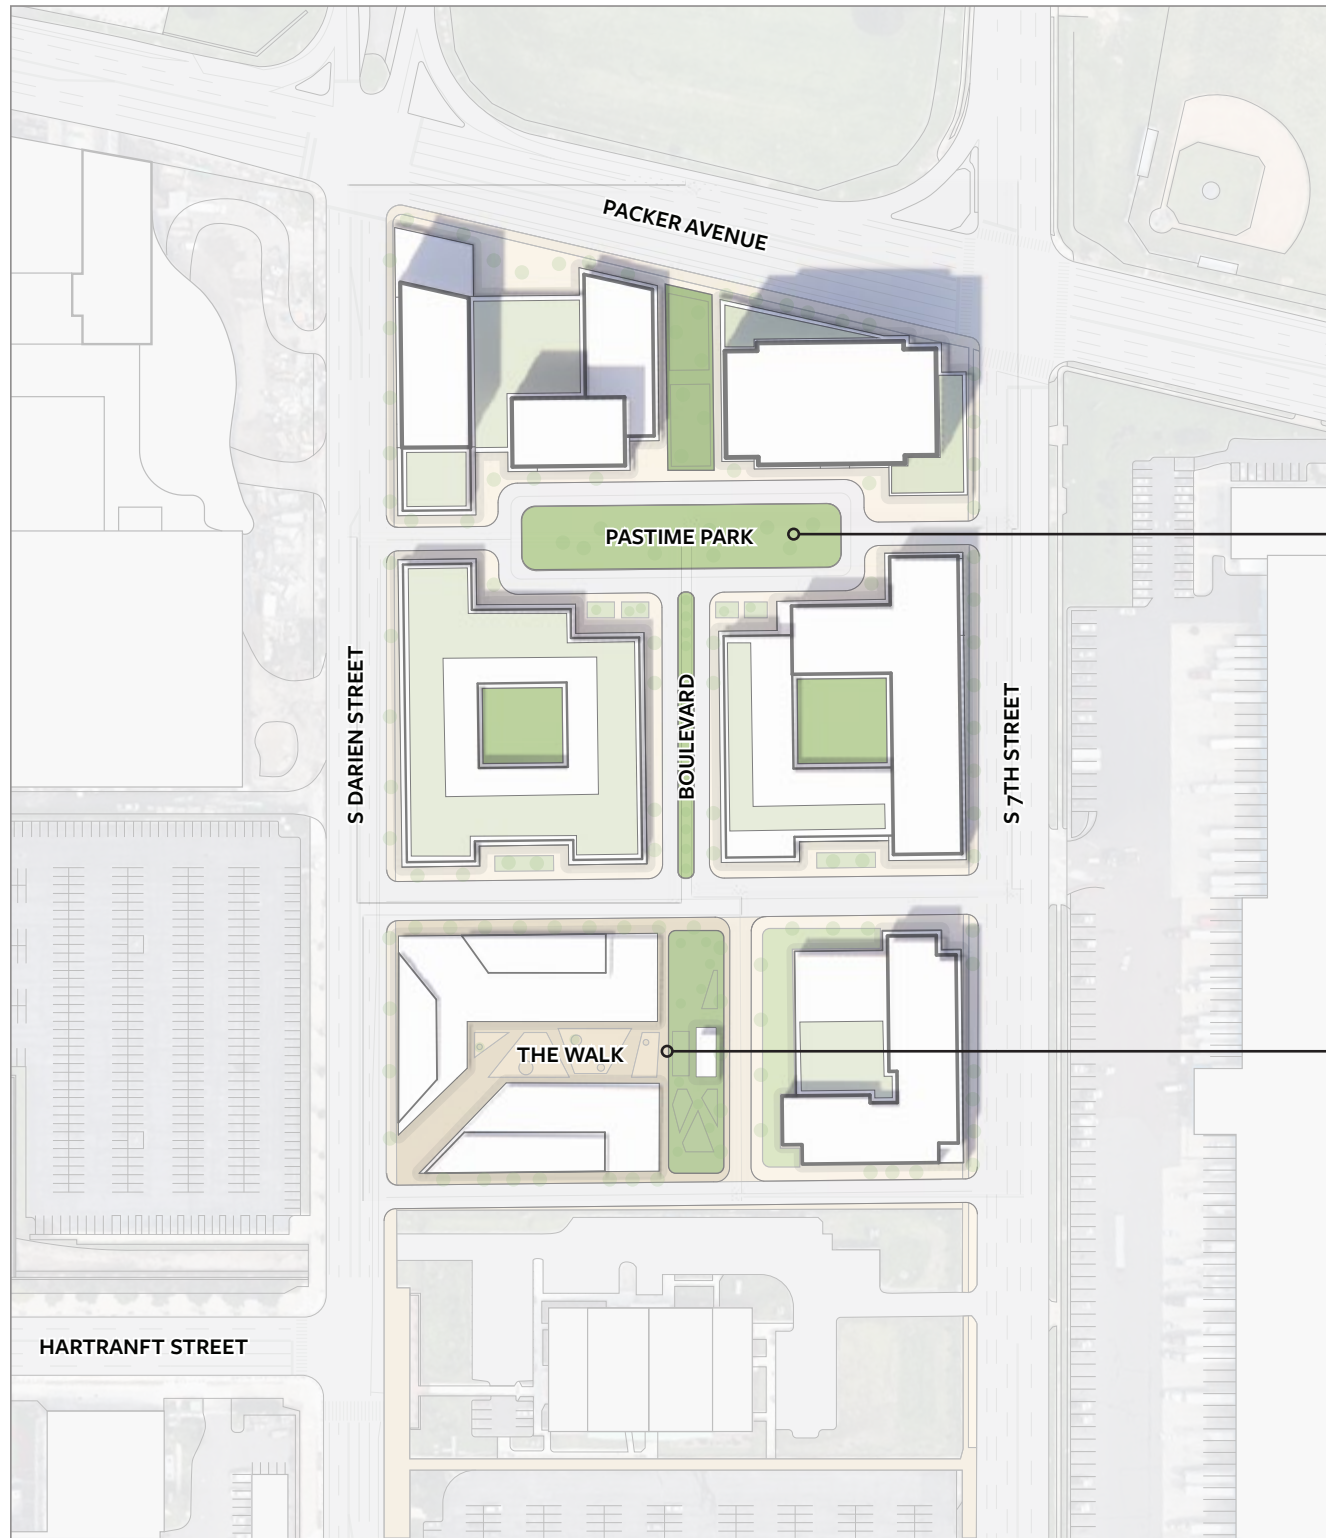 PACKER AVENUE
PASTIME PARK
S DARIEN STREET
BOULEVARD
S 7TH STREET
THE WALK
HARTRANFT STREET